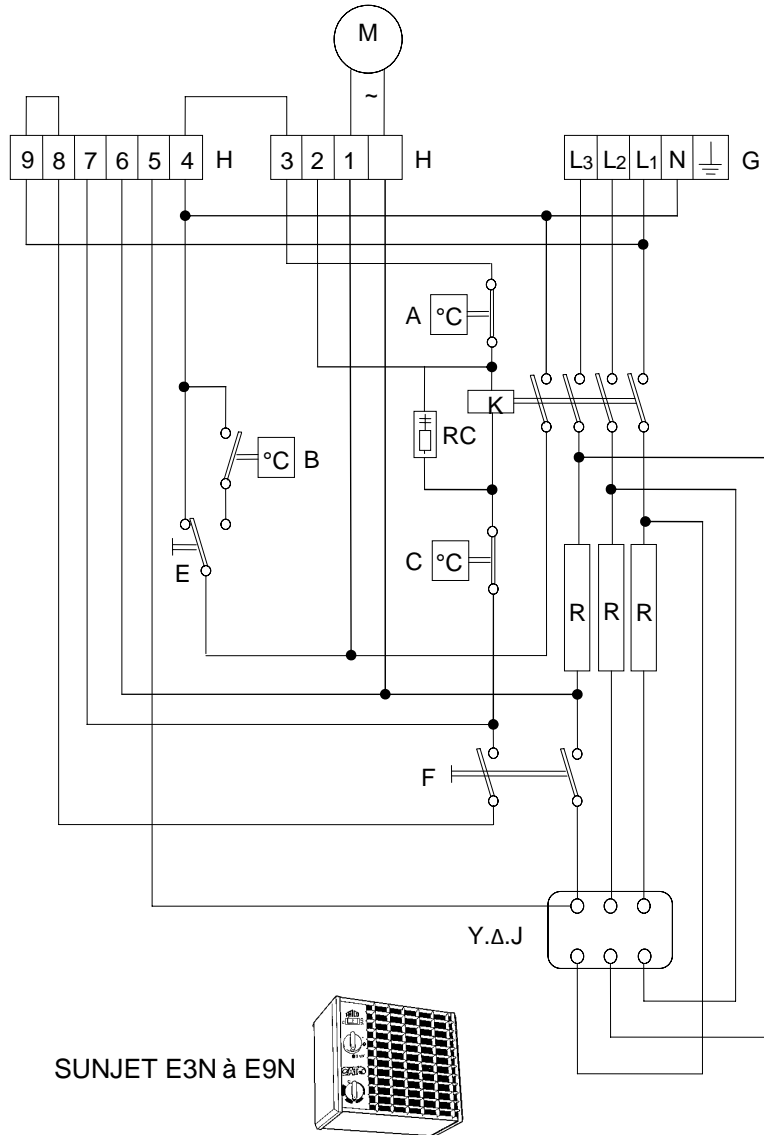 M
~
9 8 7 6 5 4 H 3 2 1 H L3 L2 L1 N G
A °C
K
RC
°C B
C °C
E
R R R
F
Y.Δ.J
SUNJET E3N à E9N